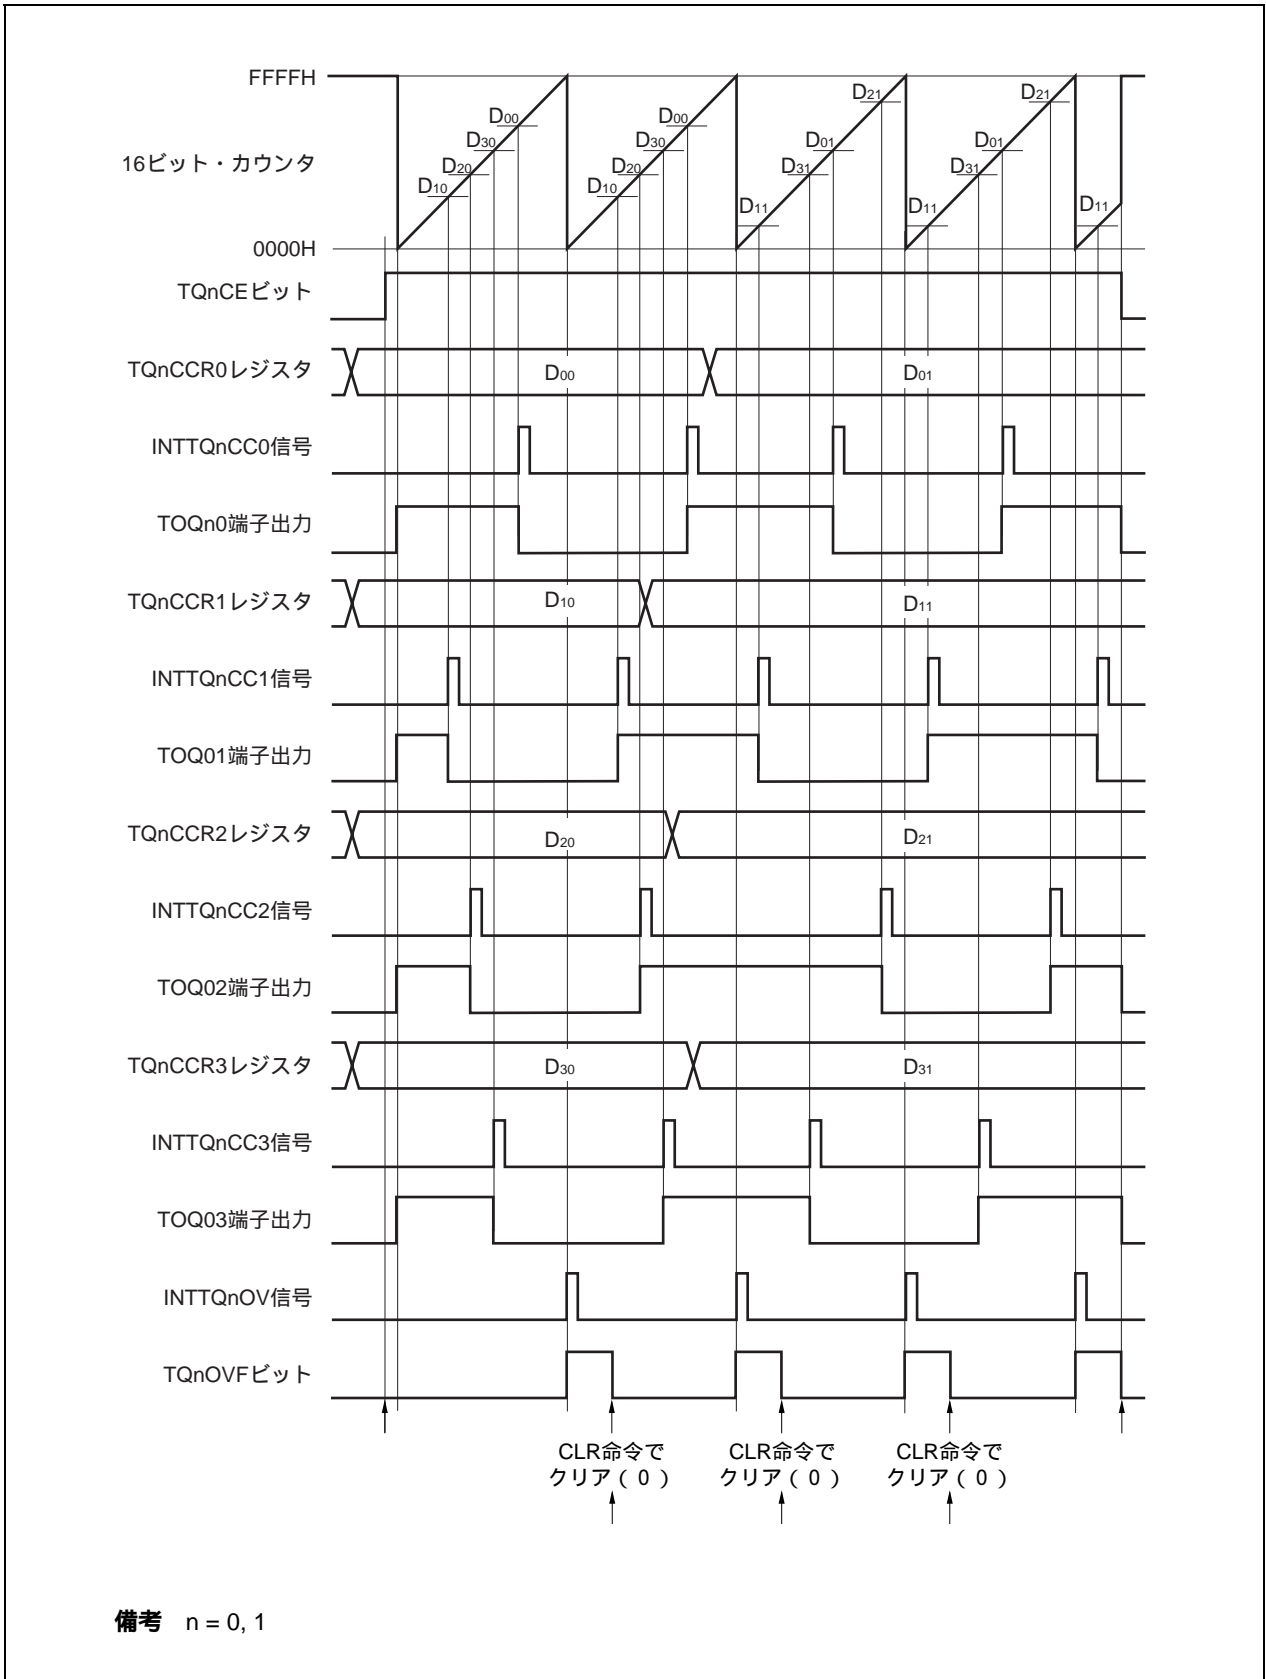 FFFFH
D00
D00
D21
D21
D30
D30
D01
D01
16ビット・カウンタ
D20
D20
D31
D31
D10
D10
D11
D11
D11
0000H
TQnCEビット
TQnCCR0レジスタ
D00
D01
INTTQnCC0信号
TOQn0端子出力
TQnCCR1レジスタ
D10
D11
INTTQnCC1信号
TOQ01端子出力
TQnCCR2レジスタ
D20
D21
INTTQnCC2信号
TOQ02端子出力
TQnCCR3レジスタ
D30
D31
INTTQnCC3信号
TOQ03端子出力
INTTQnOV信号
TQnOVFビット
CLR命令で
クリア(0)
CLR命令で
クリア(0)
CLR命令で
クリア(0)
備考 n = 0, 1